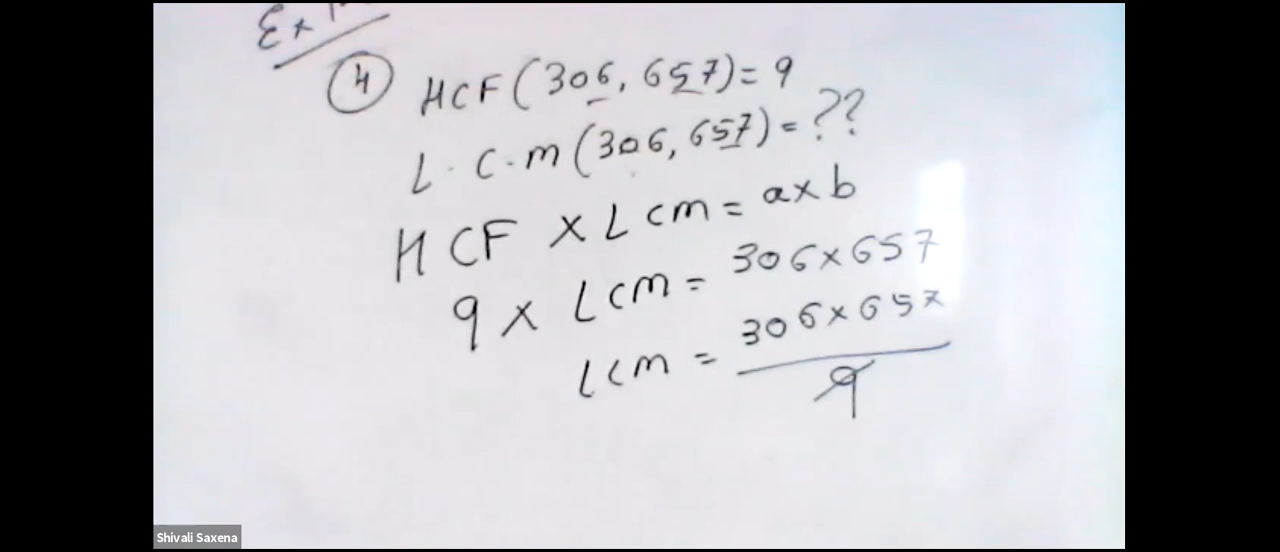 Ex
4 HCF (306, 657) = 9
L.C.m (306, 657) = ??
HCF x Lcm = a x b
9 x Lcm = 306 x 657
Lcm = 306 x 657
9
Shivali Saxena